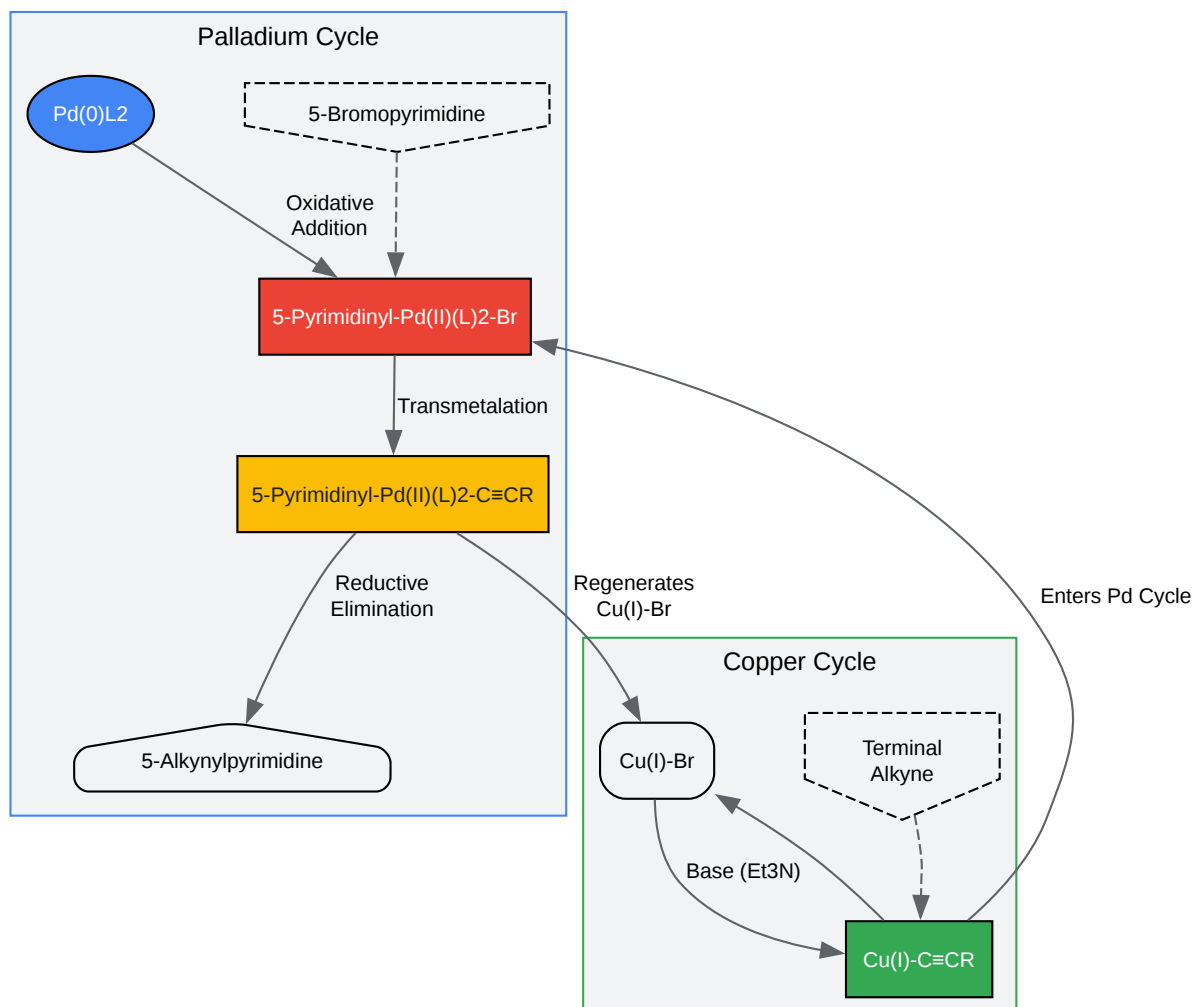 Palladium Cycle
Pd(0)L2
5-Bromopyrimidine
Oxidative
Addition
5-Pyrimidinyl-Pd(II)(L)2-Br
Transmetalation
5-Pyrimidinyl-Pd(II)(L)2-C≡CR
Reductive
Elimination
Regenerates
Cu(I)-Br
Enters Pd Cycle
Copper Cycle
5-Alkynylpyrimidine
Cu(I)-Br
Terminal
Alkyne
Base (Et3N)
Cu(I)-C≡CR